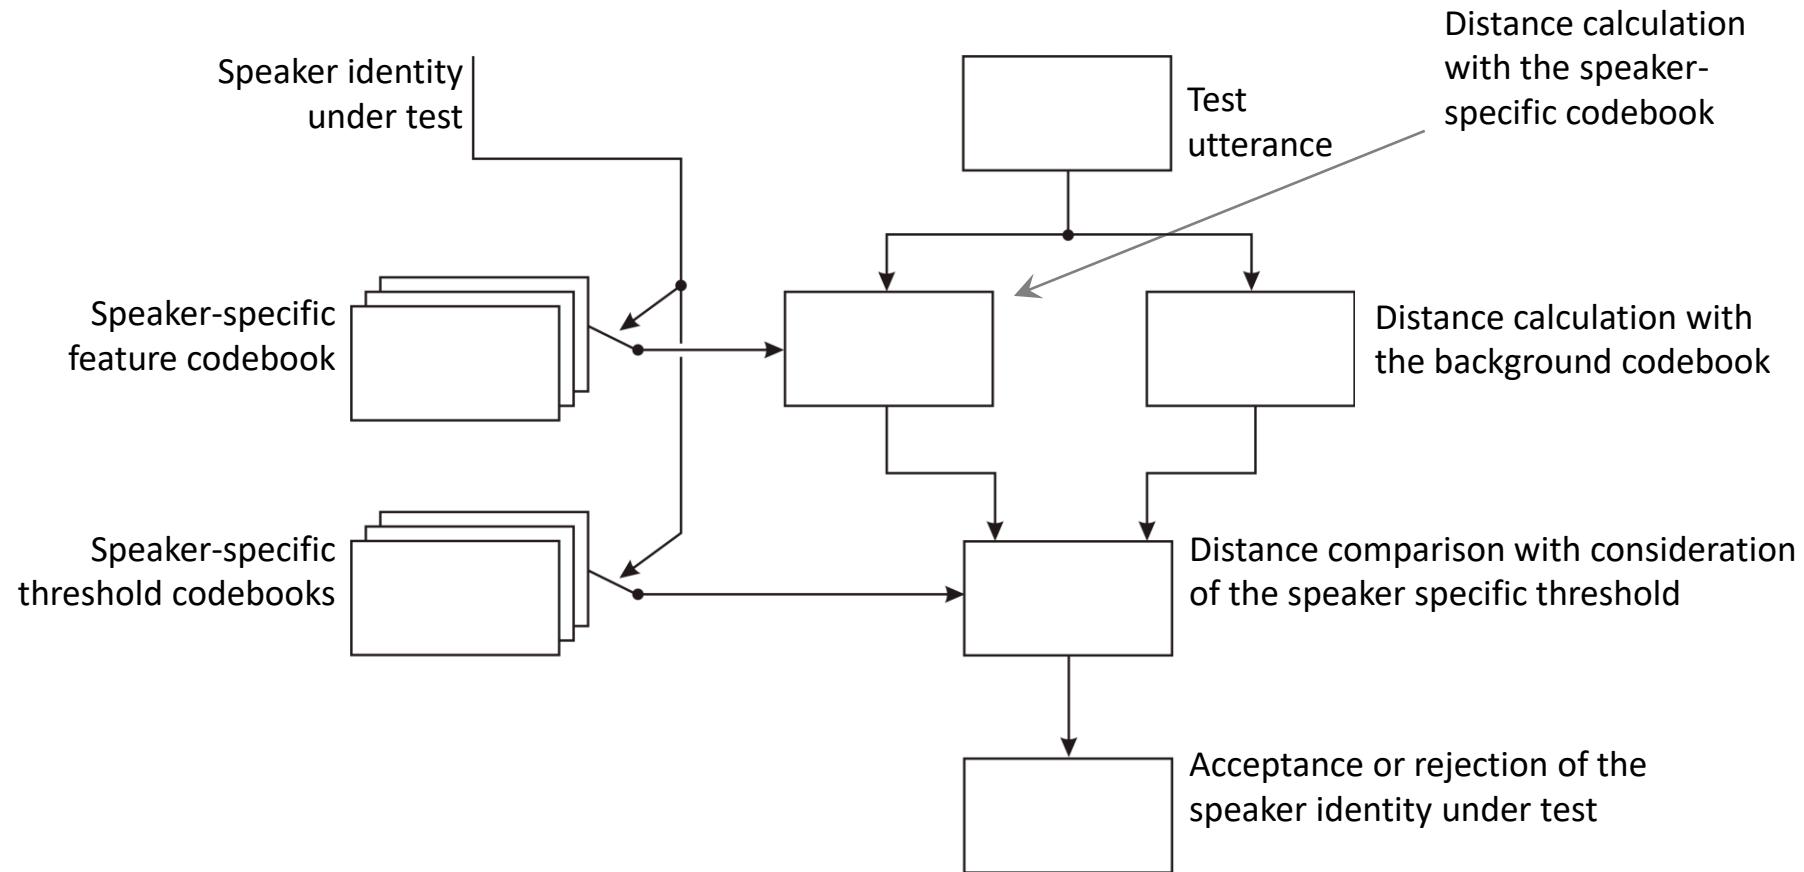 Speaker identity
under test
Test
utterance
Distance calculation
with the speaker-
specific codebook
Speaker-specific
feature codebook
Distance calculation with
the background codebook
Speaker-specific
threshold codebooks
Distance comparison with consideration
of the speaker specific threshold
Acceptance or rejection of the
speaker identity under test